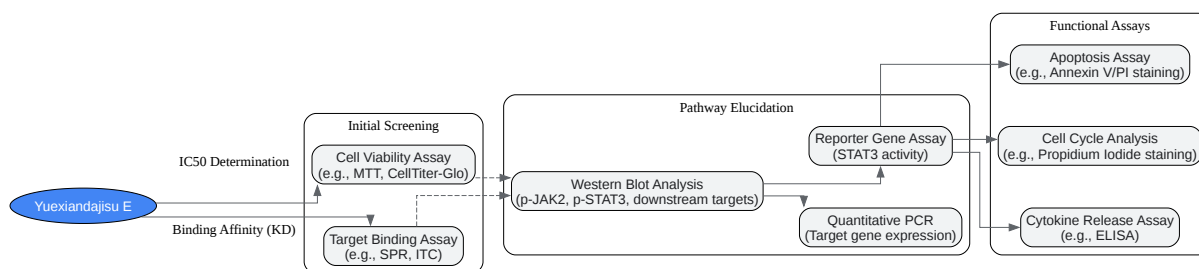 Yuexiandajisu E
IC50 Determination
Binding Affinity (KD)
Initial Screening
Cell Viability Assay
(e.g., MTT, CellTiter-Glo)
Target Binding Assay
(e.g., SPR, ITC)
Pathway Elucidation
Western Blot Analysis
(p-JAK2, p-STAT3, downstream targets)
Reporter Gene Assay
(STAT3 activity)
Quantitative PCR
(Target gene expression)
Functional Assays
Apoptosis Assay
(e.g., Annexin V/PI staining)
Cell Cycle Analysis
(e.g., Propidium Iodide staining)
Cytokine Release Assay
(e.g., ELISA)